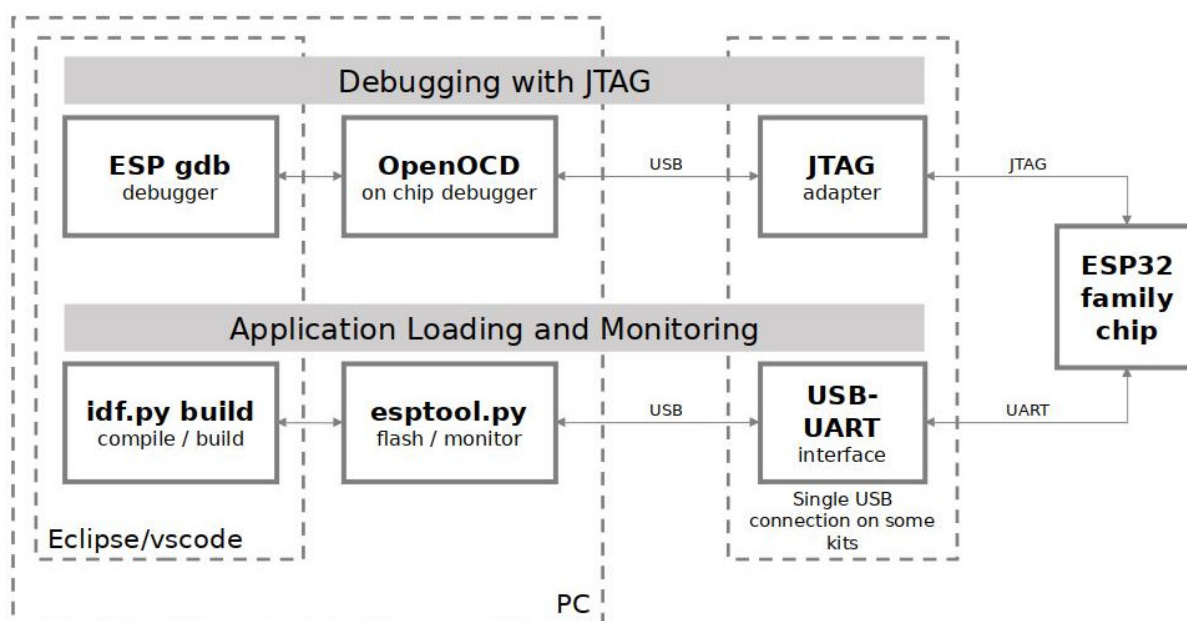 Debugging with JTAG
ESP gdb
debugger
OpenOCD
on chip debugger
USB
JTAG
adapter
JTAG
ESP32
family
chip
Application Loading and Monitoring
idf.py build
compile / build
esptool.py
flash / monitor
USB
USB-
UART
interface
UART
Single USB
connection on some
kits
Eclipse/vscode
PC